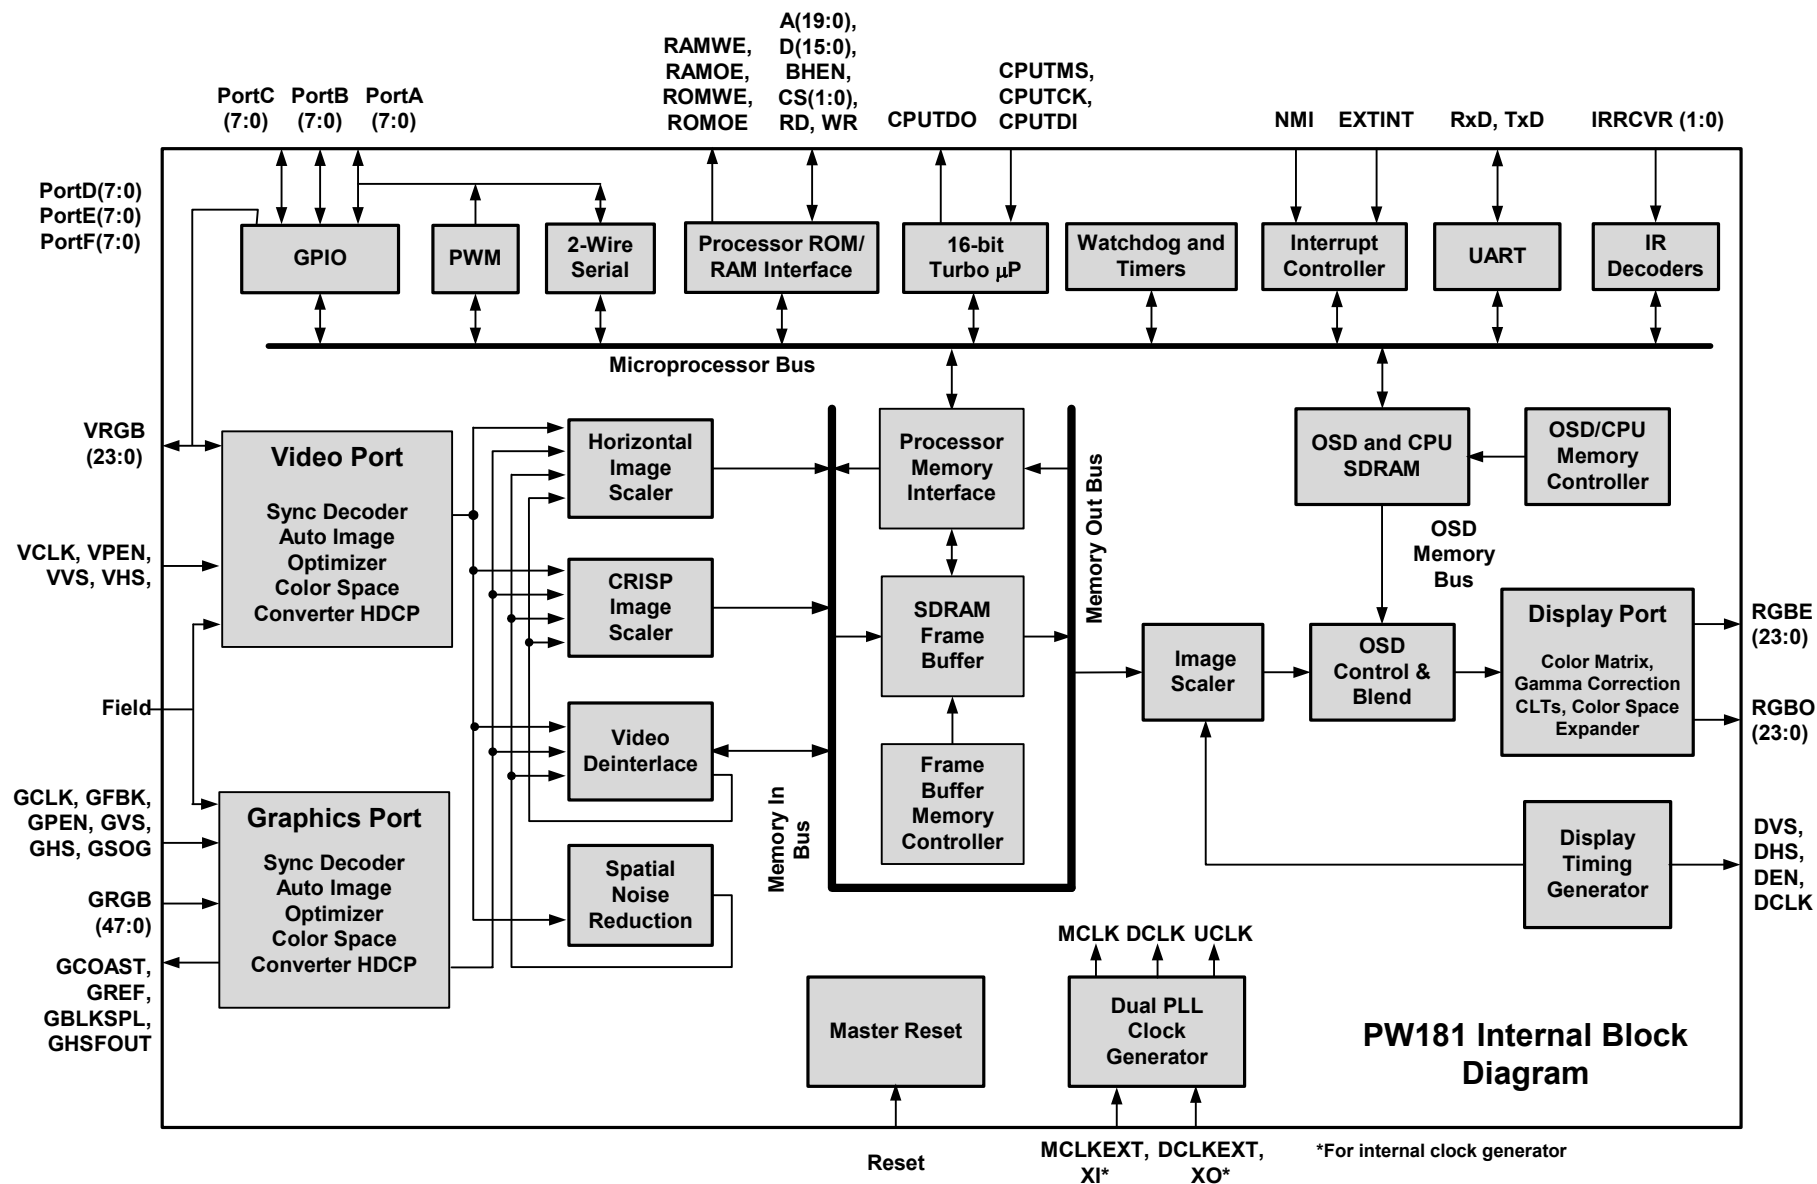 A(19:0),
D(15:0),
BHEN,
CS(1:0),
RD, WR
RAMWE,
RAMOE,
ROMWE,
ROMOE
CPUTMS,
CPUTCK,
CPUTDI
PortC
(7:0)
PortB
(7:0)
PortA
(7:0)
CPUTDO
NMI
EXTINT
RxD, TxD
IRRCVR (1:0)
PortD(7:0)
PortE(7:0)
PortF(7:0)
GPIO
PWM
2-Wire
Serial
Processor ROM/
RAM Interface
16-bit
Turbo µP
Watchdog and
Timers
Interrupt
Controller
UART
IR
Decoders
Microprocessor Bus
VRGB
(23:0)
VCLK, VPEN,
VVS, VHS,
Field
GCLK, GFBK,
GPEN, GVS,
GHS, GSOG
GRGB
(47:0)
GCOAST,
GREF,
GBLKSPL,
GHSFOUT
Video Port
Sync Decoder
Auto Image
Optimizer
Color Space
Converter HDCP
Graphics Port
Sync Decoder
Auto Image
Optimizer
Color Space
Converter HDCP
Horizontal
Image
Scaler
CRISP
Image
Scaler
Video
Deinterlace
Spatial
Noise
Reduction
Memory In
Bus
Processor
Memory
Interface
SDRAM
Frame
Buffer
Frame
Buffer
Memory
Controller
Memory Out Bus
OSD and CPU
SDRAM
OSD/CPU
Memory
Controller
OSD
Memory
Bus
Image
Scaler
OSD
Control &
Blend
Display Port
Color Matrix,
Gamma Correction
CLTs, Color Space
Expander
RGBE
(23:0)
RGBO
(23:0)
Display
Timing
Generator
DVS,
DHS,
DEN,
DCLK
MCLK DCLK UCLK
Master Reset
Dual PLL
Clock
Generator
PW181 Internal Block
Diagram
Reset
MCLKEXT,
XI*
DCLKEXT,
XO*
*For internal clock generator